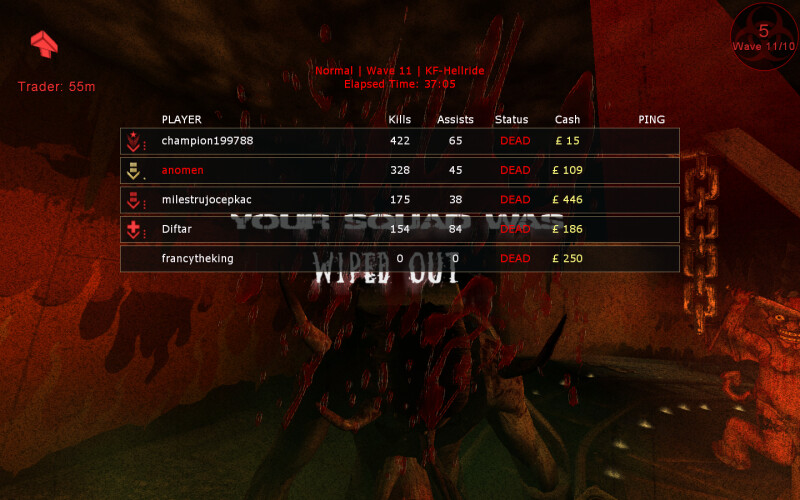 5
Wave 11/10
Trader: 55m
Normal | Wave 11 | KF-Hellride
Elapsed Time: 37:05
PLAYER Kills Assists Status Cash PING
champion199788 422 65 DEAD £ 15
anomen 328 45 DEAD £ 109
milestrujocepkac 175 38 DEAD £ 446
YOUR SQUAD WAS
Diftar 154 84 DEAD £ 186
francytheking 0 0 DEAD £ 250
WIPED OUT